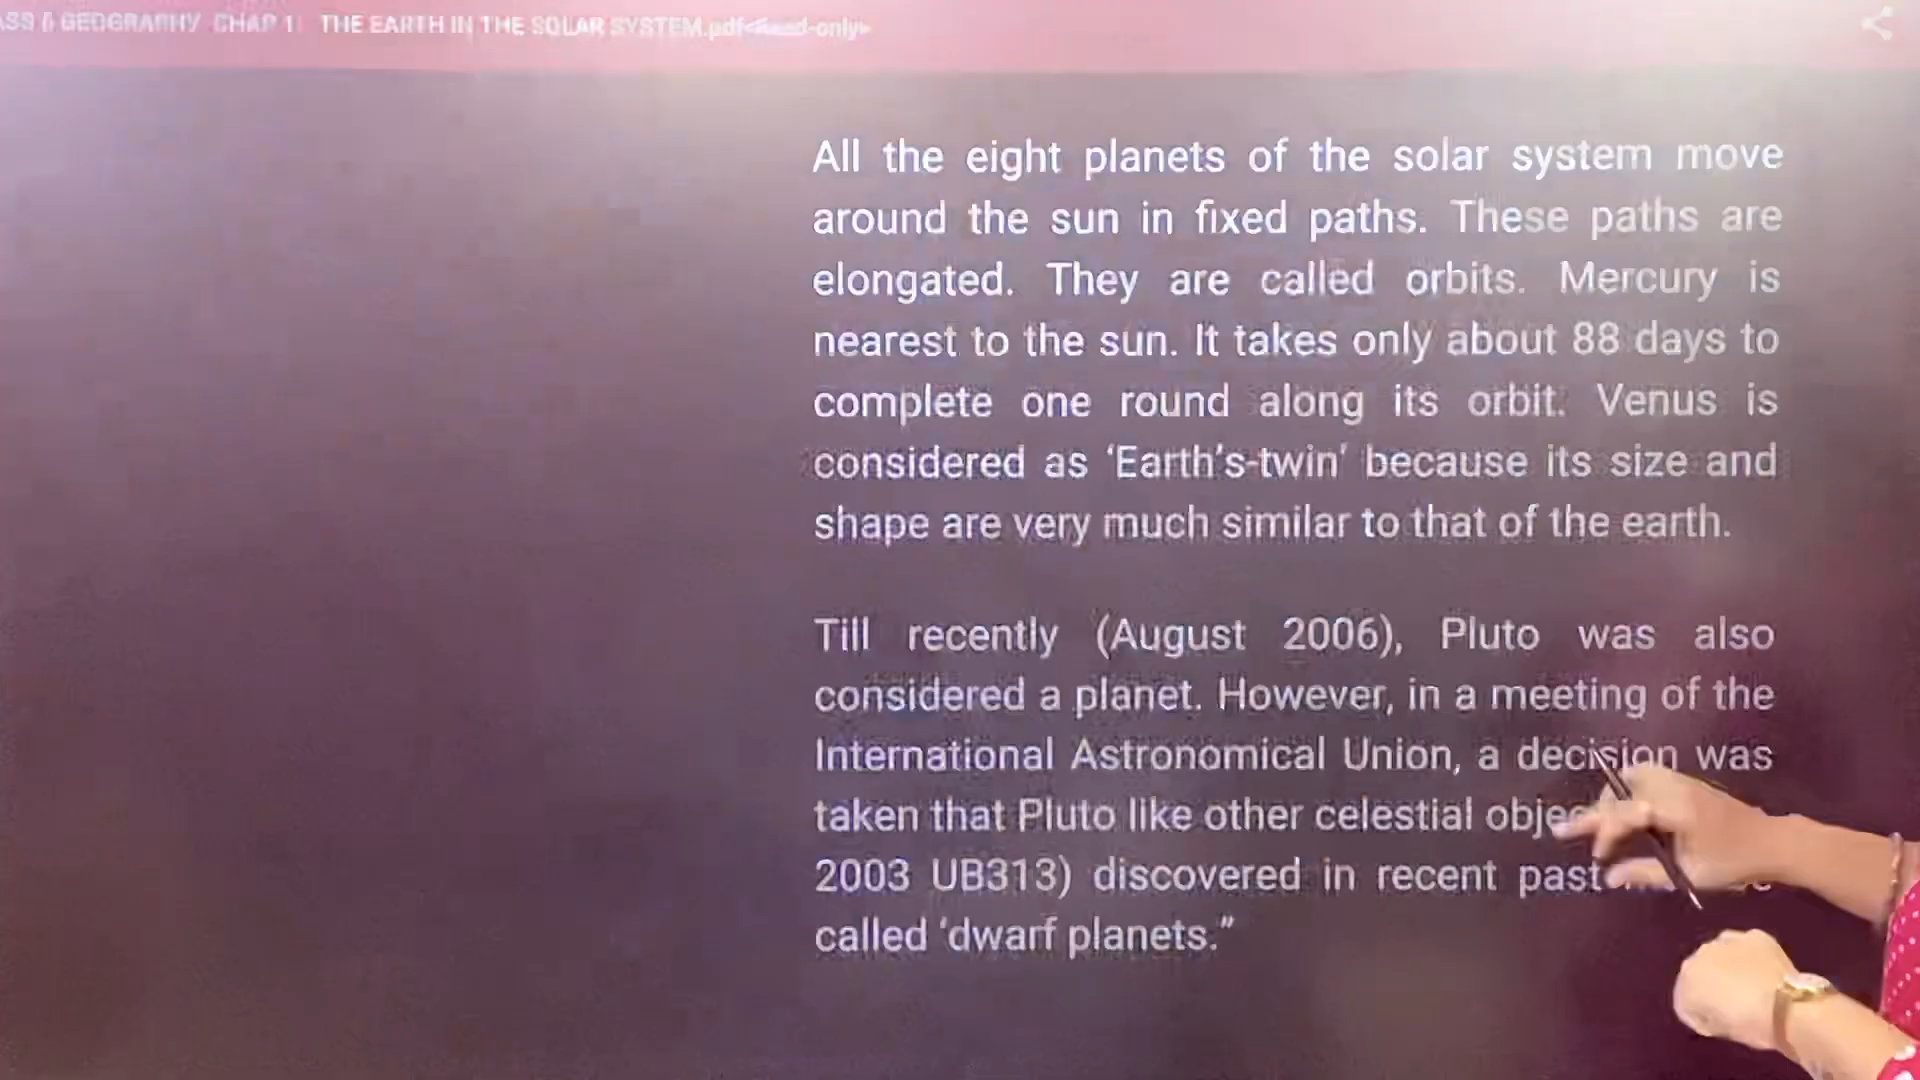 GEOGRAPHY CHAP 1 THE EARTH IN THE SOLAR SYSTEM.pdf<Read-only>
All the eight planets of the solar system move
around the sun in fixed paths. These paths are
elongated. They are called orbits. Mercury is
nearest to the sun. It takes only about 88 days to
complete one round along its orbit. Venus is
considered as ‘Earth’s-twin’ because its size and
shape are very much similar to that of the earth.
Till recently (August 2006), Pluto was also
considered a planet. However, in a meeting of the
International Astronomical Union, a decision was
taken that Pluto like other celestial
2003 UB313) discovered in recent past
called ‘dwarf planets.”